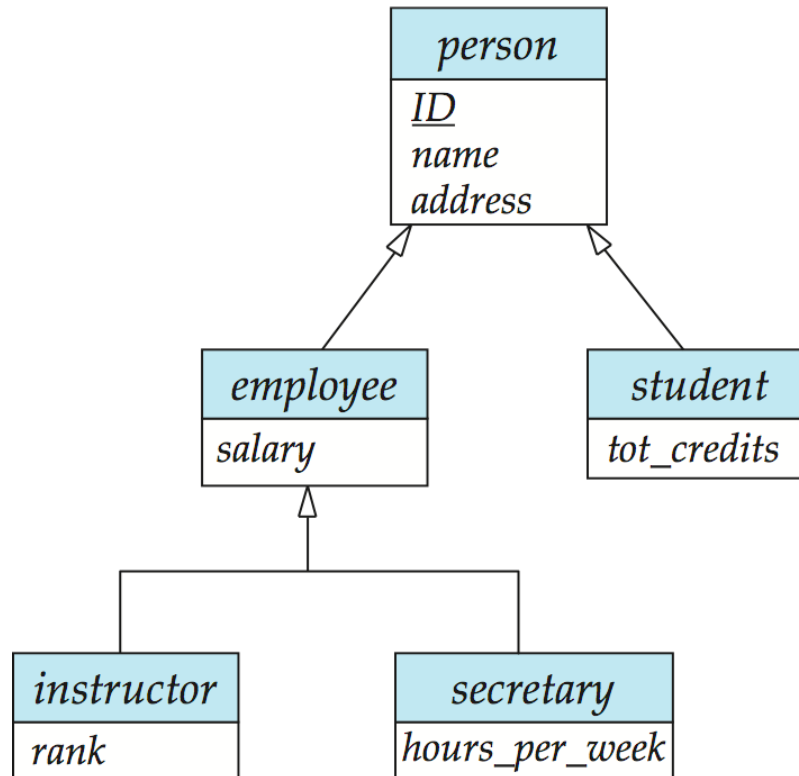 person
ID
name
address
employee
salary
student
tot_credits
instructor
rank
secretary
hours_per_week